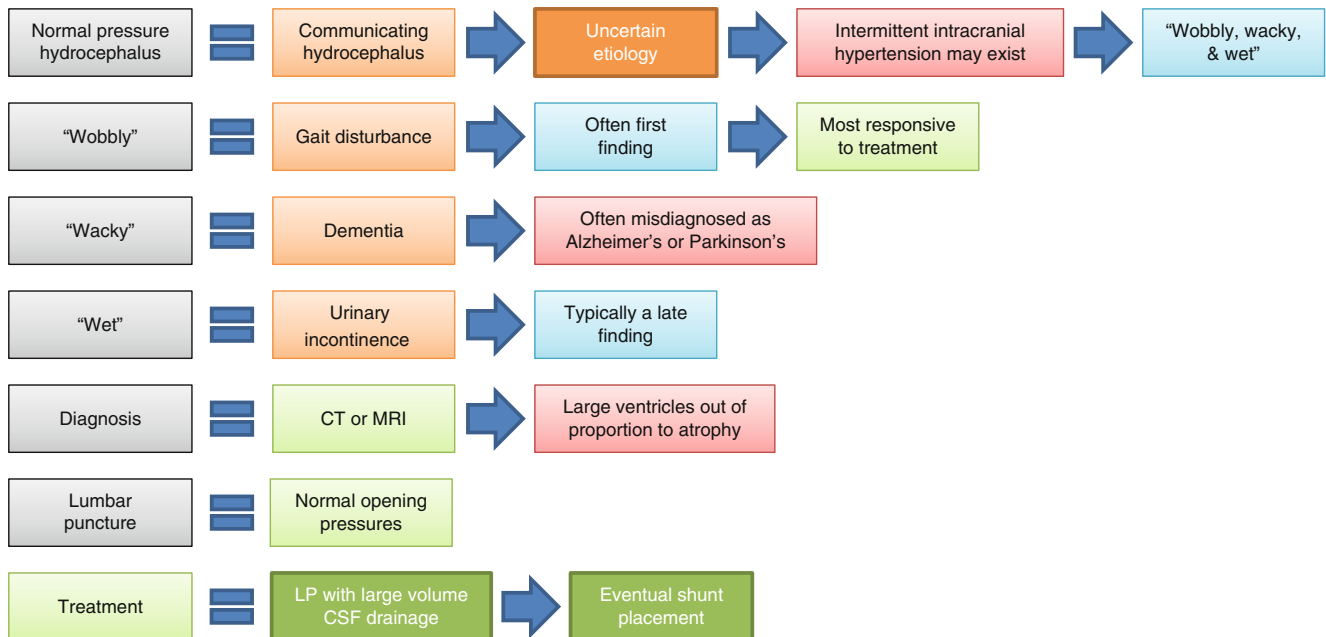 Normal pressure
hydrocephalus
Communicating
hydrocephalus
Uncertain
etiology
Intermittent intracranial
hypertension may exist
“Wobbly, wacky,
& wet”
“Wobbly”
Gait disturbance
Often first
finding
Most responsive
to treatment
“Wacky”
Dementia
Often misdiagnosed as
Alzheimer’s or Parkinson’s
“Wet”
Urinary
incontinence
Typically a late
finding
Diagnosis
CT or MRI
Large ventricles out of
proportion to atrophy
Lumbar
puncture
Normal opening
pressures
Treatment
LP with large volume
CSF drainage
Eventual shunt
placement